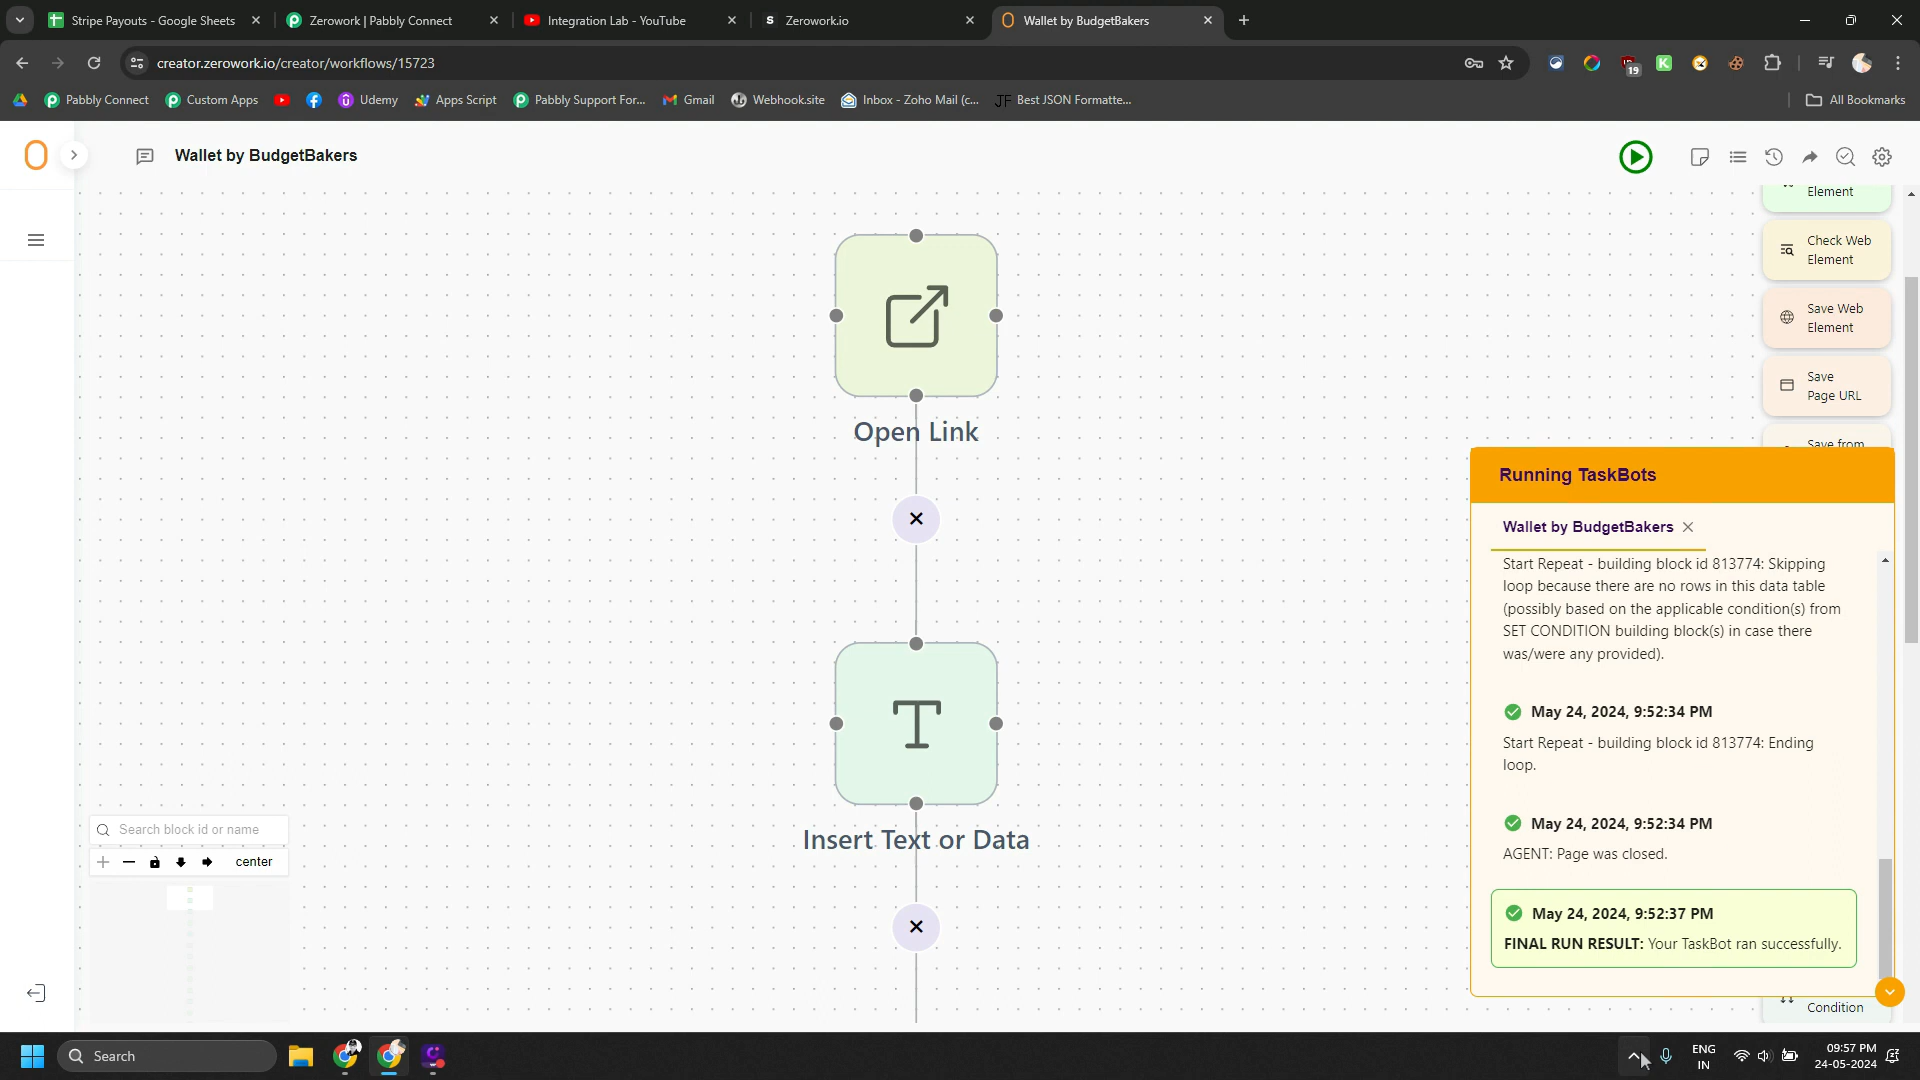 Stripe Payouts - Google Sheets
Zerowork | Pabbly Connect
Integration Lab - YouTube
Zerowork.io
Wallet by BudgetBakers
creator.zerowork.io/creator/workflows/15723
19
Pabbly Connect
Custom Apps
Udemy
Apps Script
Pabbly Support For...
Gmail
Webhook.site
Inbox - Zoho Mail (c...
JF Best JSON Formatte...
All Bookmarks
Wallet by BudgetBakers
Element
Check Web
Element
Save Web
Element
Save
Page URL
Save from
Open Link
Insert Text or Data
Running TaskBots
Wallet by BudgetBakers
Start Repeat - building block id 813774: Skipping
loop because there are no rows in this data table
(possibly based on the applicable condition(s) from
SET CONDITION building block(s) in case there
was/were any provided).
May 24, 2024, 9:52:34 PM
Start Repeat - building block id 813774: Ending
loop.
May 24, 2024, 9:52:34 PM
AGENT: Page was closed.
May 24, 2024, 9:52:37 PM
FINAL RUN RESULT: Your TaskBot ran successfully.
Condition
Search block id or name
center
Search
ENG
IN
09:57 PM
24-05-2024